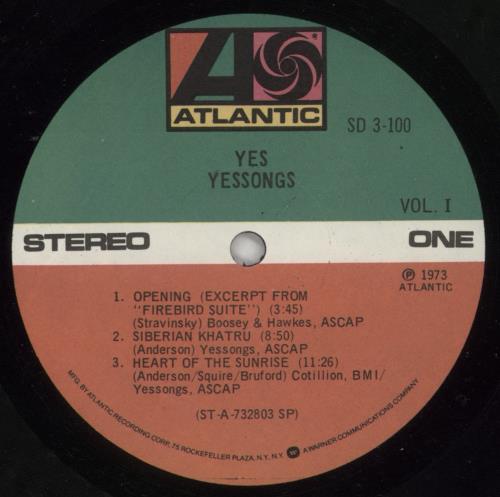 ATLANTIC
SD 3-100
YES
YESSONGS
VOL. I
STEREO
ONE
℗ 1973
ATLANTIC
1. OPENING (EXCERPT FROM
"FIREBIRD SUITE") (3:45)
(Stravinsky) Boosey & Hawkes, ASCAP
2. SIBERIAN KHATRU (8:50)
(Anderson) Yessongs, ASCAP
3. HEART OF THE SUNRISE (11:26)
(Anderson/Squire/Bruford) Cotillion, BMI/
Yessongs, ASCAP
(ST-A-732803 SP)
MFG. BY ATLANTIC RECORDING CORP., 75 ROCKEFELLER PLAZA, N.Y., N.Y. A WARNER COMMUNICATIONS COMPANY